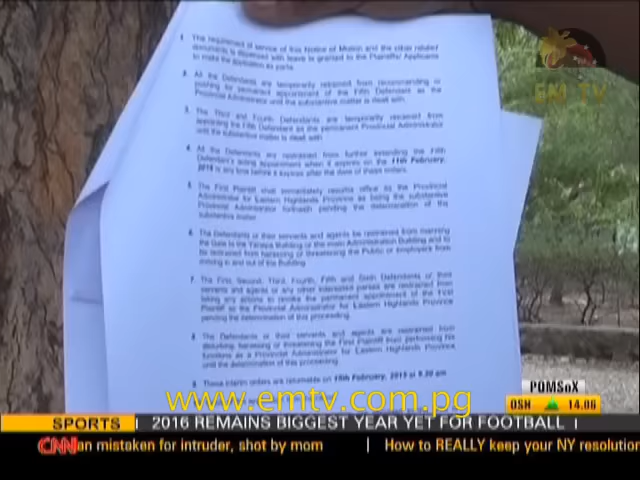 EM TV
1 The requirement of service of this Notice of Motion and the other related
documents is dispensed with leave is granted to the Plaintiffs/ Applicants
to make the application ex parte.
2. All the Defendants are temporarily restrained from recommending or
pushing for permanent appointment of the Fifth Defendant as the
Provincial Administrator until the substantive matter is dealt with.
3. The Third and Fourth Defendants are temporarily restrained from
appointing the Fifth Defendant as the permanent Provincial Administrator
until the substantive matter is dealt with.
4. All the Defendants are restrained from further extending the Fifth
Defendant's acting appointment when it expires on the 11th February,
or any time before it expires after the date of these orders.
5. The First Plaintiff shall immediately resume office as the Provincial
Administrator for Eastern Highlands Province as being the substantive
Provincial Administrator forthwith pending the determination of the
substantive matter.
6. The Defendants or their servants and agents be restrained from manning
the Gate to the Building or the main Administration Building and to
be restrained from harassing or threatening the Public or employees from
moving in and out of the Building.
7. The First, Second, Third, Fourth, Fifth and Sixth Defendants or their
servants and agents or any other interested parties are restrained from
taking any actions to revoke the permanent appointment of the First
Plaintiff as the Provincial Administrator for Eastern Highlands Province
pending the determination of this proceeding.
8. The Defendants or their servants and agents are restrained from
disturbing, harassing or threatening the First Plaintiff from performing his
functions as a Provincial Administrator for Eastern Highlands Province
until the determination of this proceeding.
9. These interim orders are returnable on 15th February, at 9.30 am
www.emtv.com.pg
POMSoX
OSH 14.06
SPORTS 2016 REMAINS BIGGEST YEAR YET FOR FOOTBALL
CNN an mistaken for intruder, shot by mom | How to REALLY keep your NY resolution